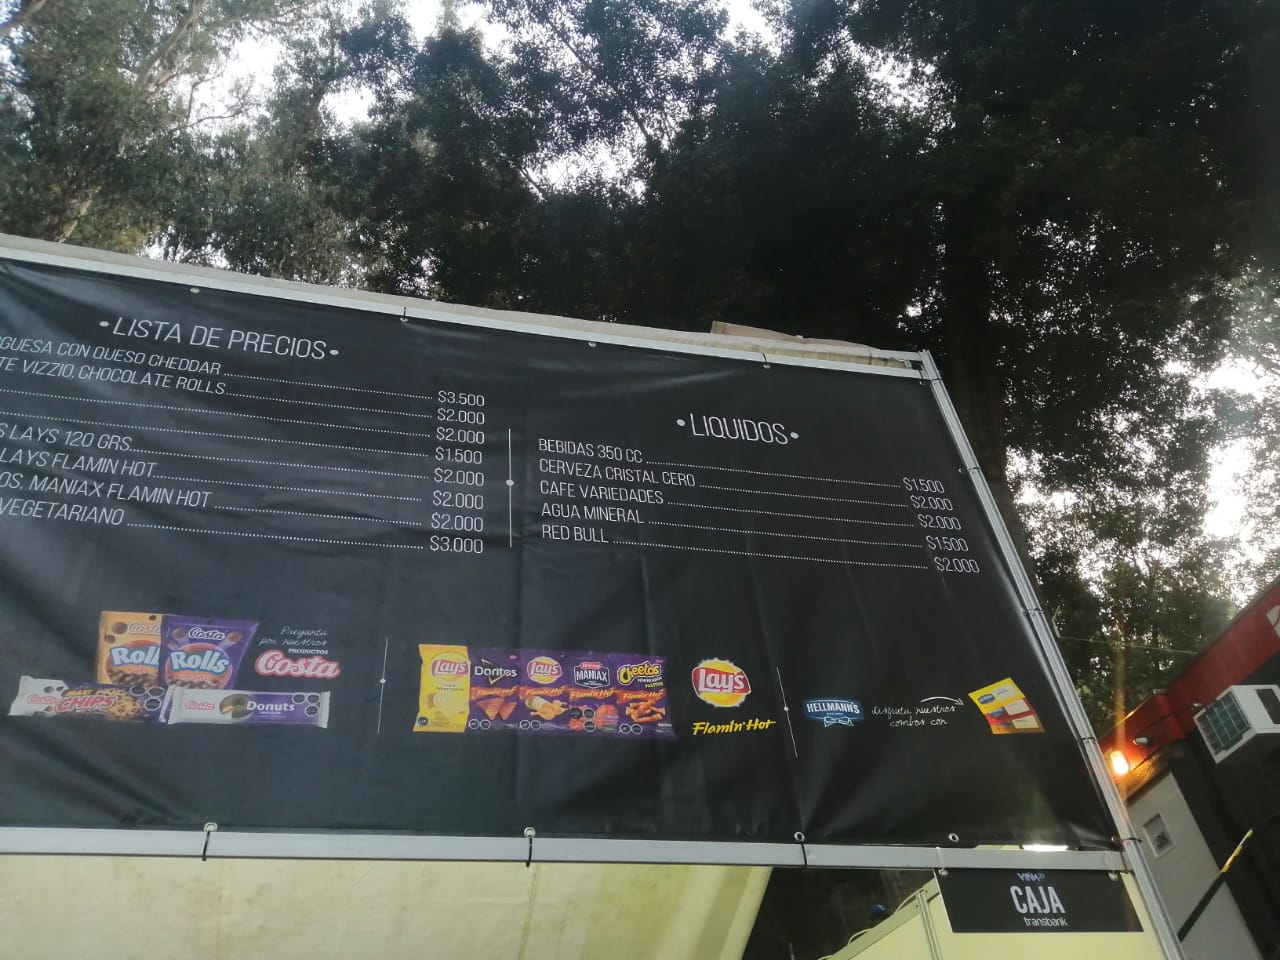 •LISTA DE PRECIOS•
GUESA CON QUESO CHEDDAR $3.500
TE VIZZIO, CHOCOLATE ROLLS $2.000
$2.000
S LAYS 120 GRS. $1.500
LAYS FLAMIN HOT. $2.000
OS. MANIAX FLAMIN HOT $2.000
$2.000
VEGETARIANO $3.000
•LIQUIDOS•
BEBIDAS 350 CC $1.500
CERVEZA CRISTAL CERO $2.000
CAFE VARIEDADES $2.000
AGUA MINERAL $1.500
RED BULL $2.000
Costa
Rolls
Costa
Rolls
Costa
CHIPS
Costa
Donuts
Pregunta
por nuestros
PRODUCTOS
Costa
Lay's
Doritos
Flamin' Hot
Lay's
Flamin' Hot
MANIAX
Flamin' Hot
Cheetos
Flamin' Hot
Lay's
Flamin' Hot
HELLMANN'S
disfruta nuestros
combos con
VIÑA
CAJA
transbank